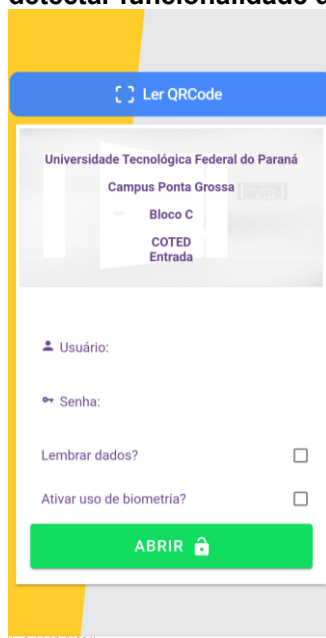 detectar funcionalidade
Ler QRCode
Universidade Tecnológica Federal do Paraná
Campus Ponta Grossa
Bloco C
COTED
Entrada
Usuário:
Senha:
Lembrar dados?
Ativar uso de biometria?
ABRIR